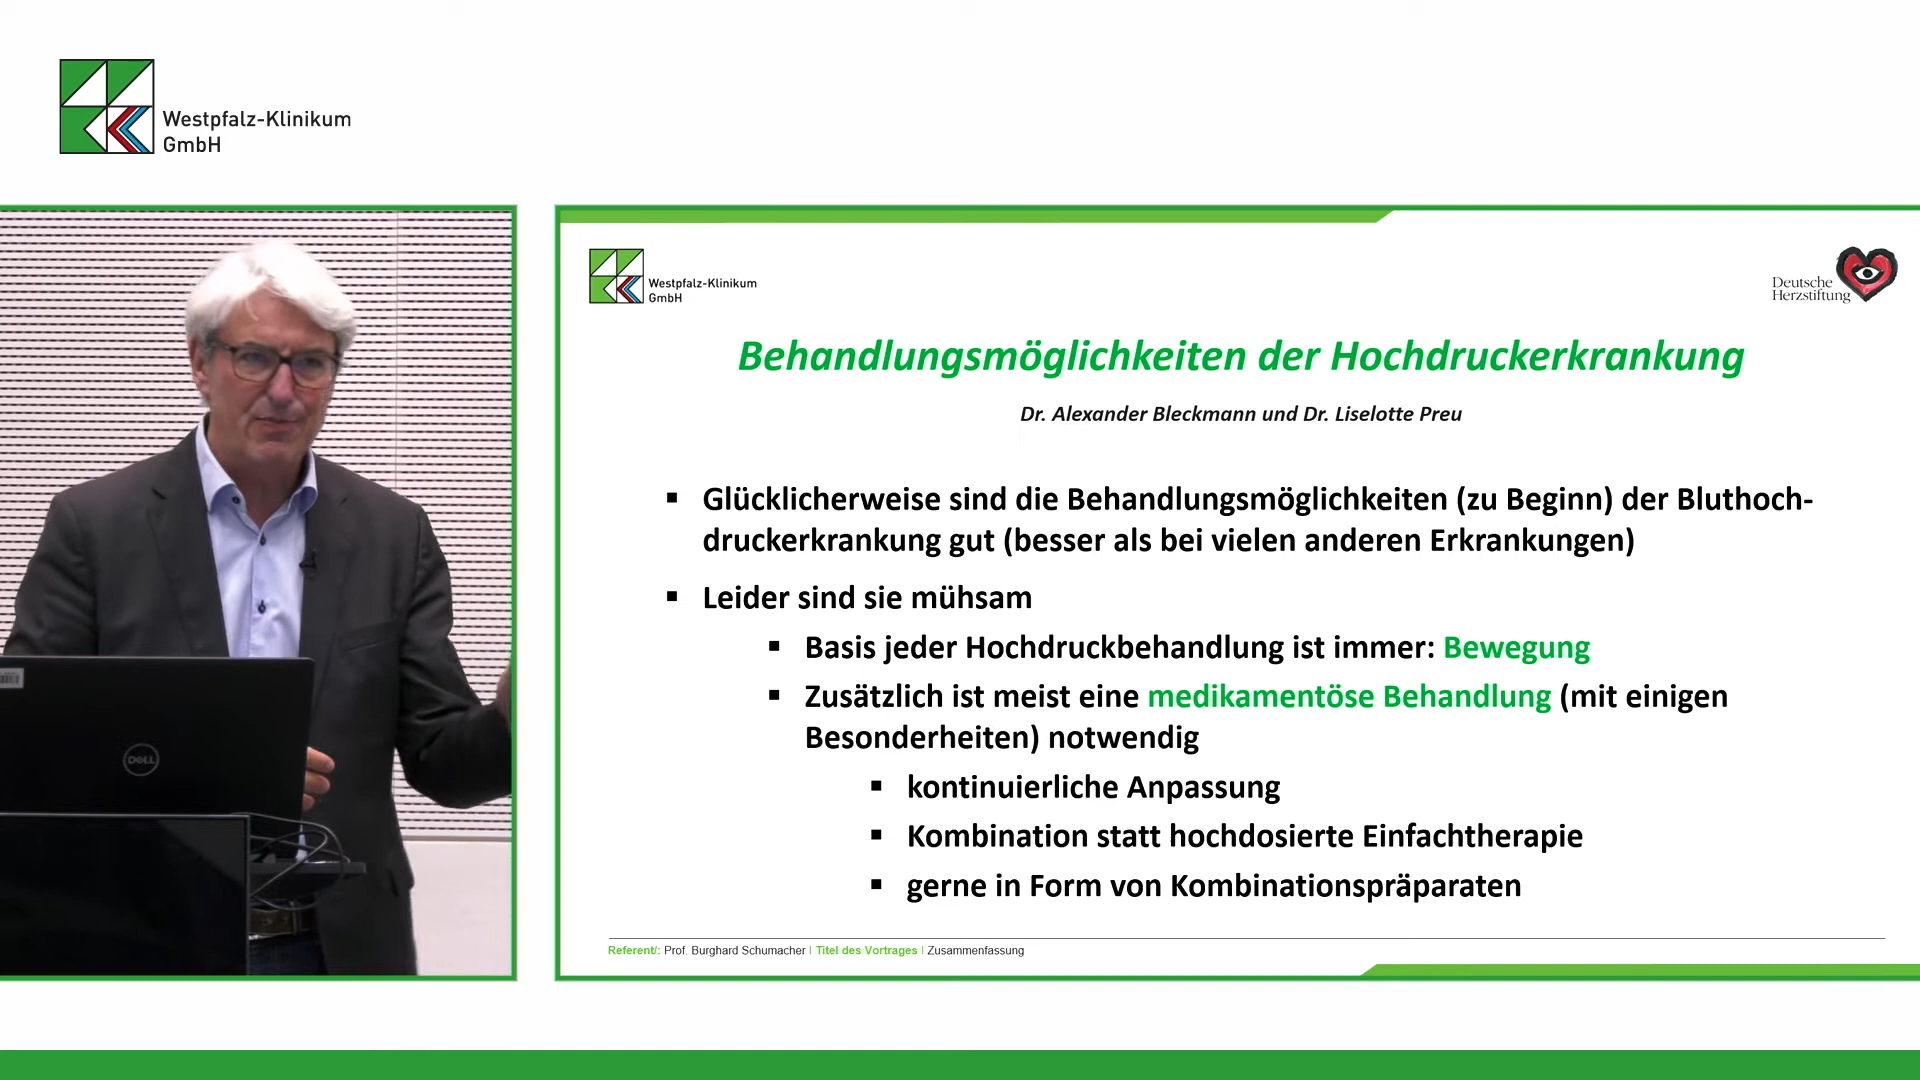 Westpfalz-Klinikum
GmbH
Westpfalz-Klinikum
GmbH
Deutsche
Herzstiftung
Behandlungsmöglichkeiten der Hochdruckerkrankung
Dr. Alexander Bleckmann und Dr. Liselotte Preu
▪ Glücklicherweise sind die Behandlungsmöglichkeiten (zu Beginn) der Bluthoch-
druckerkrankung gut (besser als bei vielen anderen Erkrankungen)
▪ Leider sind sie mühsam
▪ Basis jeder Hochdruckbehandlung ist immer: Bewegung
▪ Zusätzlich ist meist eine medikamentöse Behandlung (mit einigen
Besonderheiten) notwendig
▪ kontinuierliche Anpassung
▪ Kombination statt hochdosierte Einfachtherapie
▪ gerne in Form von Kombinationspräparaten
Referent/: Prof. Burghard Schumacher I Titel des Vortrages I Zusammenfassung
DELL